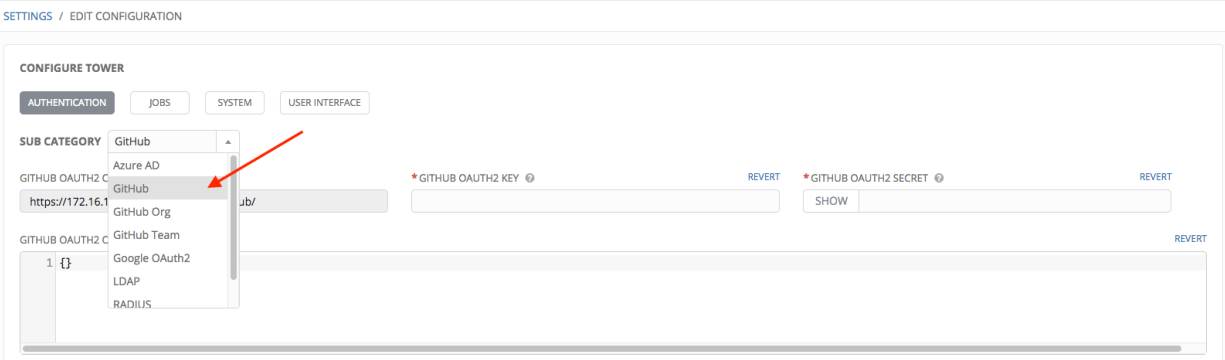 SETTINGS / EDIT CONFIGURATION
CONFIGURE TOWER
AUTHENTICATION JOBS SYSTEM USER INTERFACE
SUB CATEGORY GitHub
Azure AD
GitHub
GitHub Org
GitHub Team
Google OAuth2
LDAP
RADIUS
GITHUB OAUTH2 * GITHUB OAUTH2 KEY REVERT * GITHUB OAUTH2 SECRET REVERT
https://172.16.1 ub/ SHOW
GITHUB OAUTH2 REVERT
1 {}